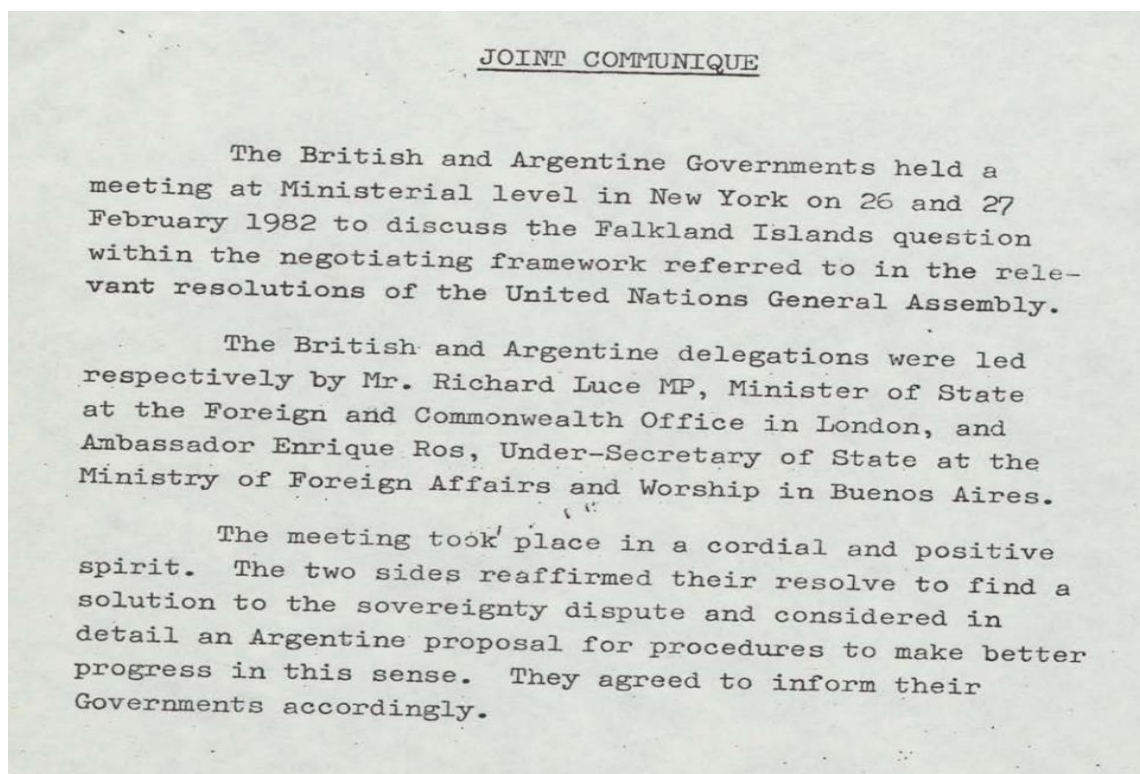 JOINT COMMUNIQUE
The British and Argentine Governments held a
meeting at Ministerial level in New York on 26 and 27
February 1982 to discuss the Falkland Islands question
within the negotiating framework referred to in the rele-
vant resolutions of the United Nations General Assembly.
The British and Argentine delegations were led
respectively by Mr. Richard Luce MP, Minister of State
at the Foreign and Commonwealth Office in London, and
Ambassador Enrique Ros, Under-Secretary of State at the
Ministry of Foreign Affairs and Worship in Buenos Aires.
The meeting took place in a cordial and positive
spirit. The two sides reaffirmed their resolve to find a
solution to the sovereignty dispute and considered in
detail an Argentine proposal for procedures to make better
progress in this sense. They agreed to inform their
Governments accordingly.